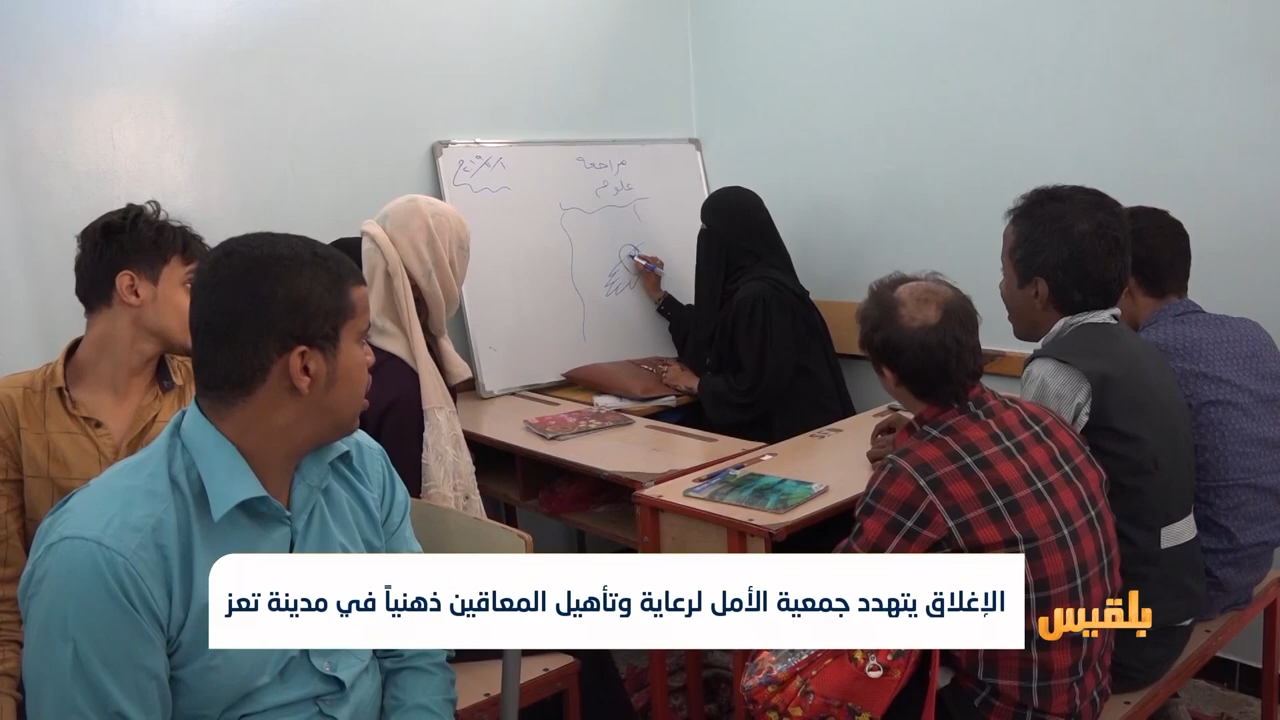 مراجعة
علوم
الإغلاق يتهدد جمعية الأمل لرعاية وتأهيل المعاقين ذهنياً في مدينة تعز
بلقيس